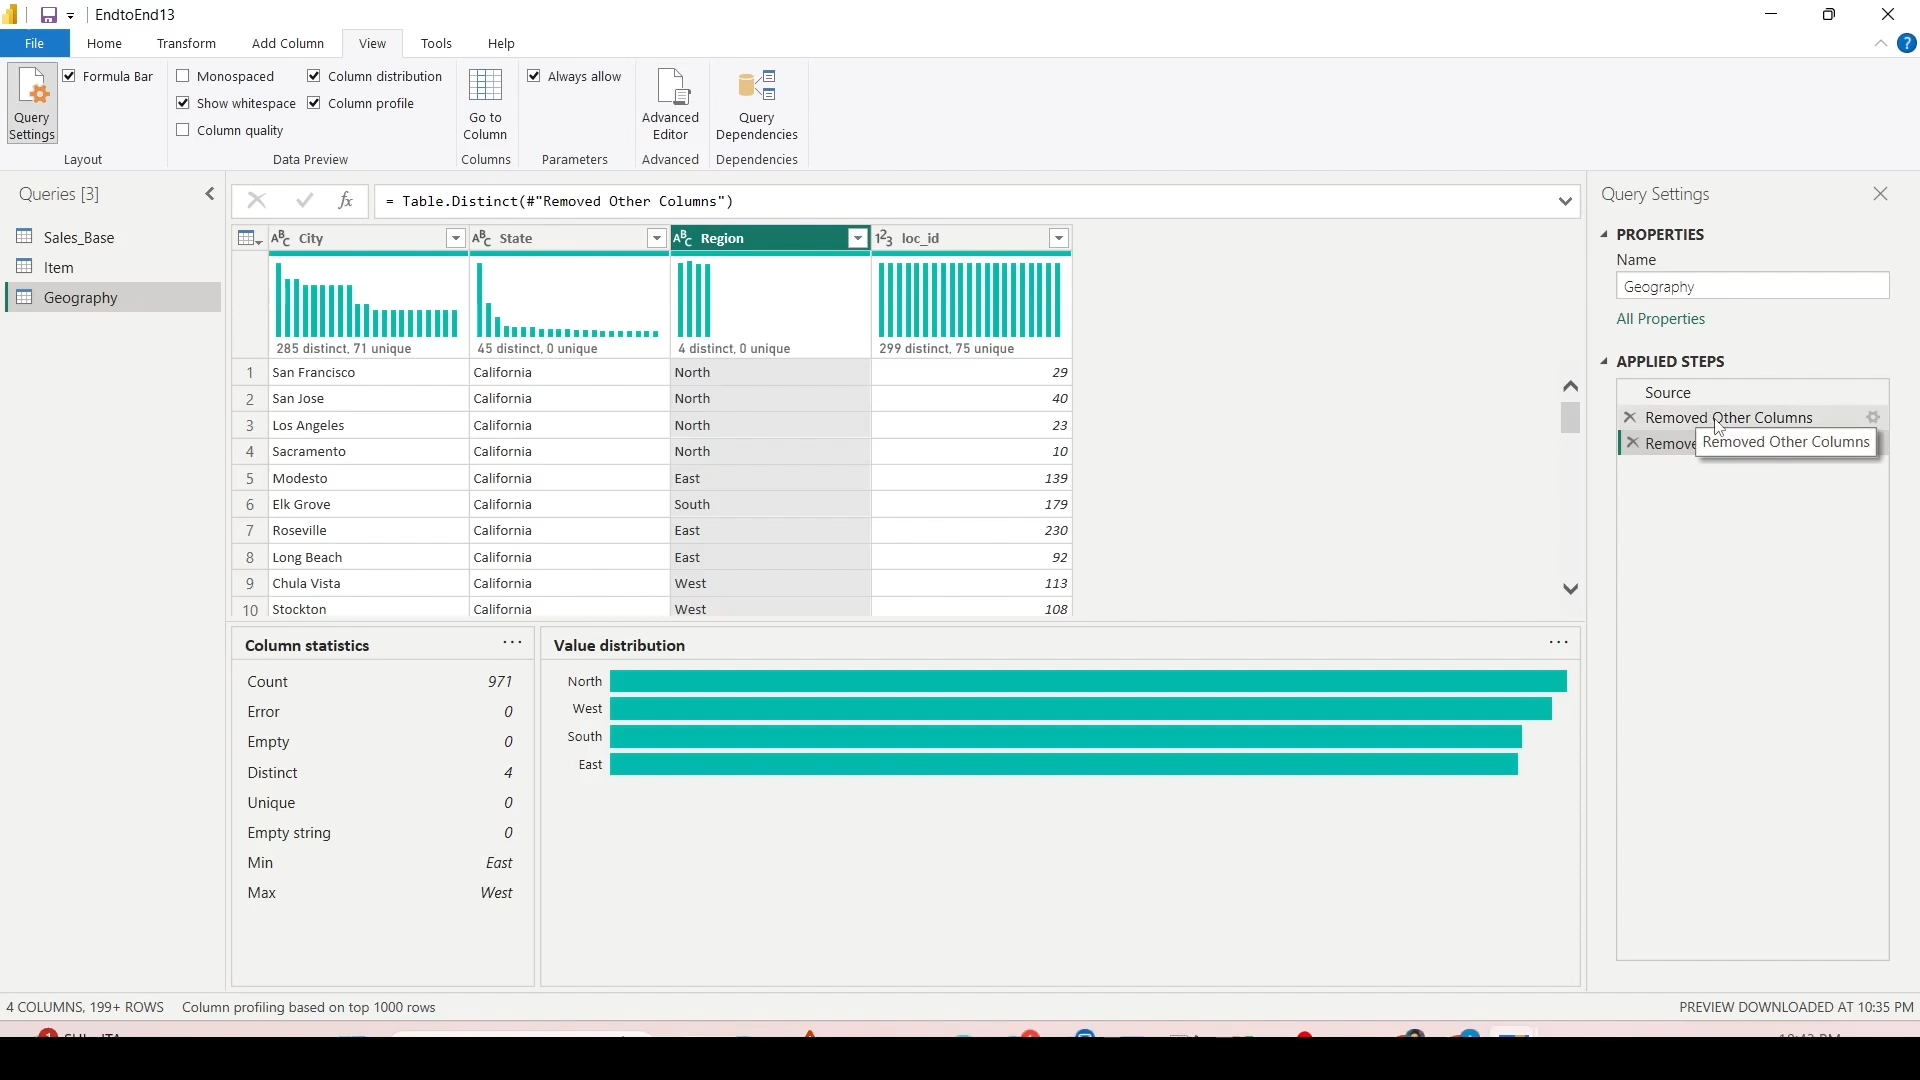 EndtoEnd13
File Home Transform Add Column View Tools Help
Query Settings
Formula Bar
Layout
Monospaced
Show whitespace
Column quality
Column distribution
Column profile
Data Preview
Go to Column
Columns
Always allow
Parameters
Advanced Editor
Advanced
Query Dependencies
Dependencies
Queries [3]
Sales_Base
Item
Geography
fx = Table.Distinct(#"Removed Other Columns")
City State Region loc_id
285 distinct, 71 unique 45 distinct, 0 unique 4 distinct, 0 unique 299 distinct, 75 unique
1 San Francisco California North 29
2 San Jose California North 40
3 Los Angeles California North 23
4 Sacramento California North 10
5 Modesto California East 139
6 Elk Grove California South 179
7 Roseville California East 230
8 Long Beach California East 92
9 Chula Vista California West 113
10 Stockton California West 108
Column statistics
Count 971
Error 0
Empty 0
Distinct 4
Unique 0
Empty string 0
Min East
Max West
Value distribution
North
West
South
East
Query Settings
PROPERTIES
Name
Geography
All Properties
APPLIED STEPS
Source
Removed Other Columns
Remove
Removed Other Columns
4 COLUMNS, 199+ ROWS Column profiling based on top 1000 rows
PREVIEW DOWNLOADED AT 10:35 PM